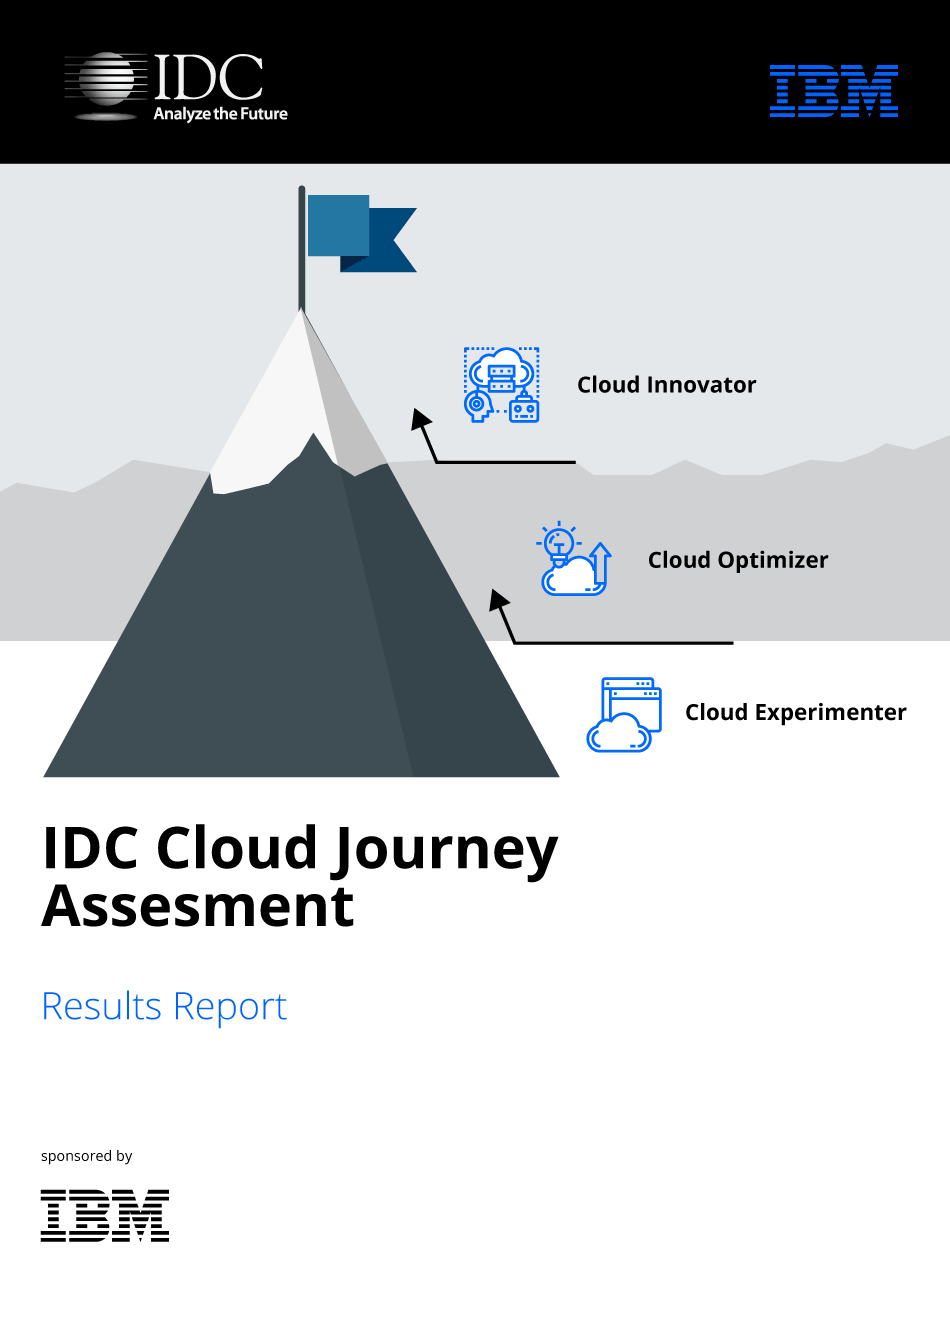 IDC
Analyze the Future
IBM
Cloud Innovator
Cloud Optimizer
Cloud Experimenter
IDC Cloud Journey
Assesment
Results Report
sponsored by
IBM